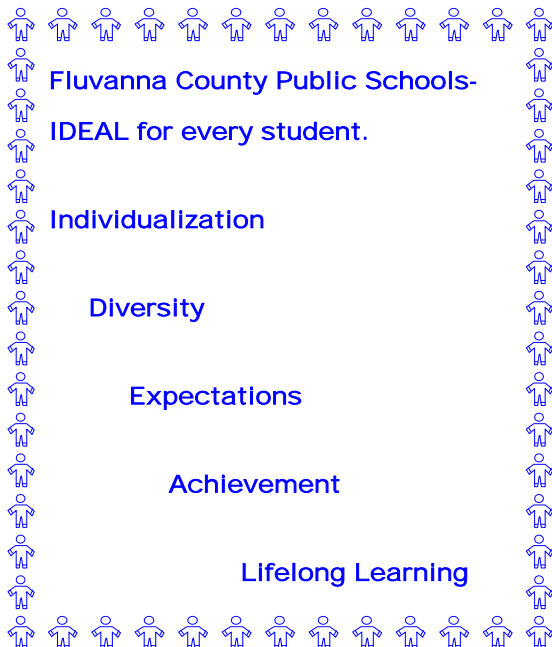 Fluvanna County Public Schools-
IDEAL for every student.
Individualization
Diversity
Expectations
Achievement
Lifelong Learning